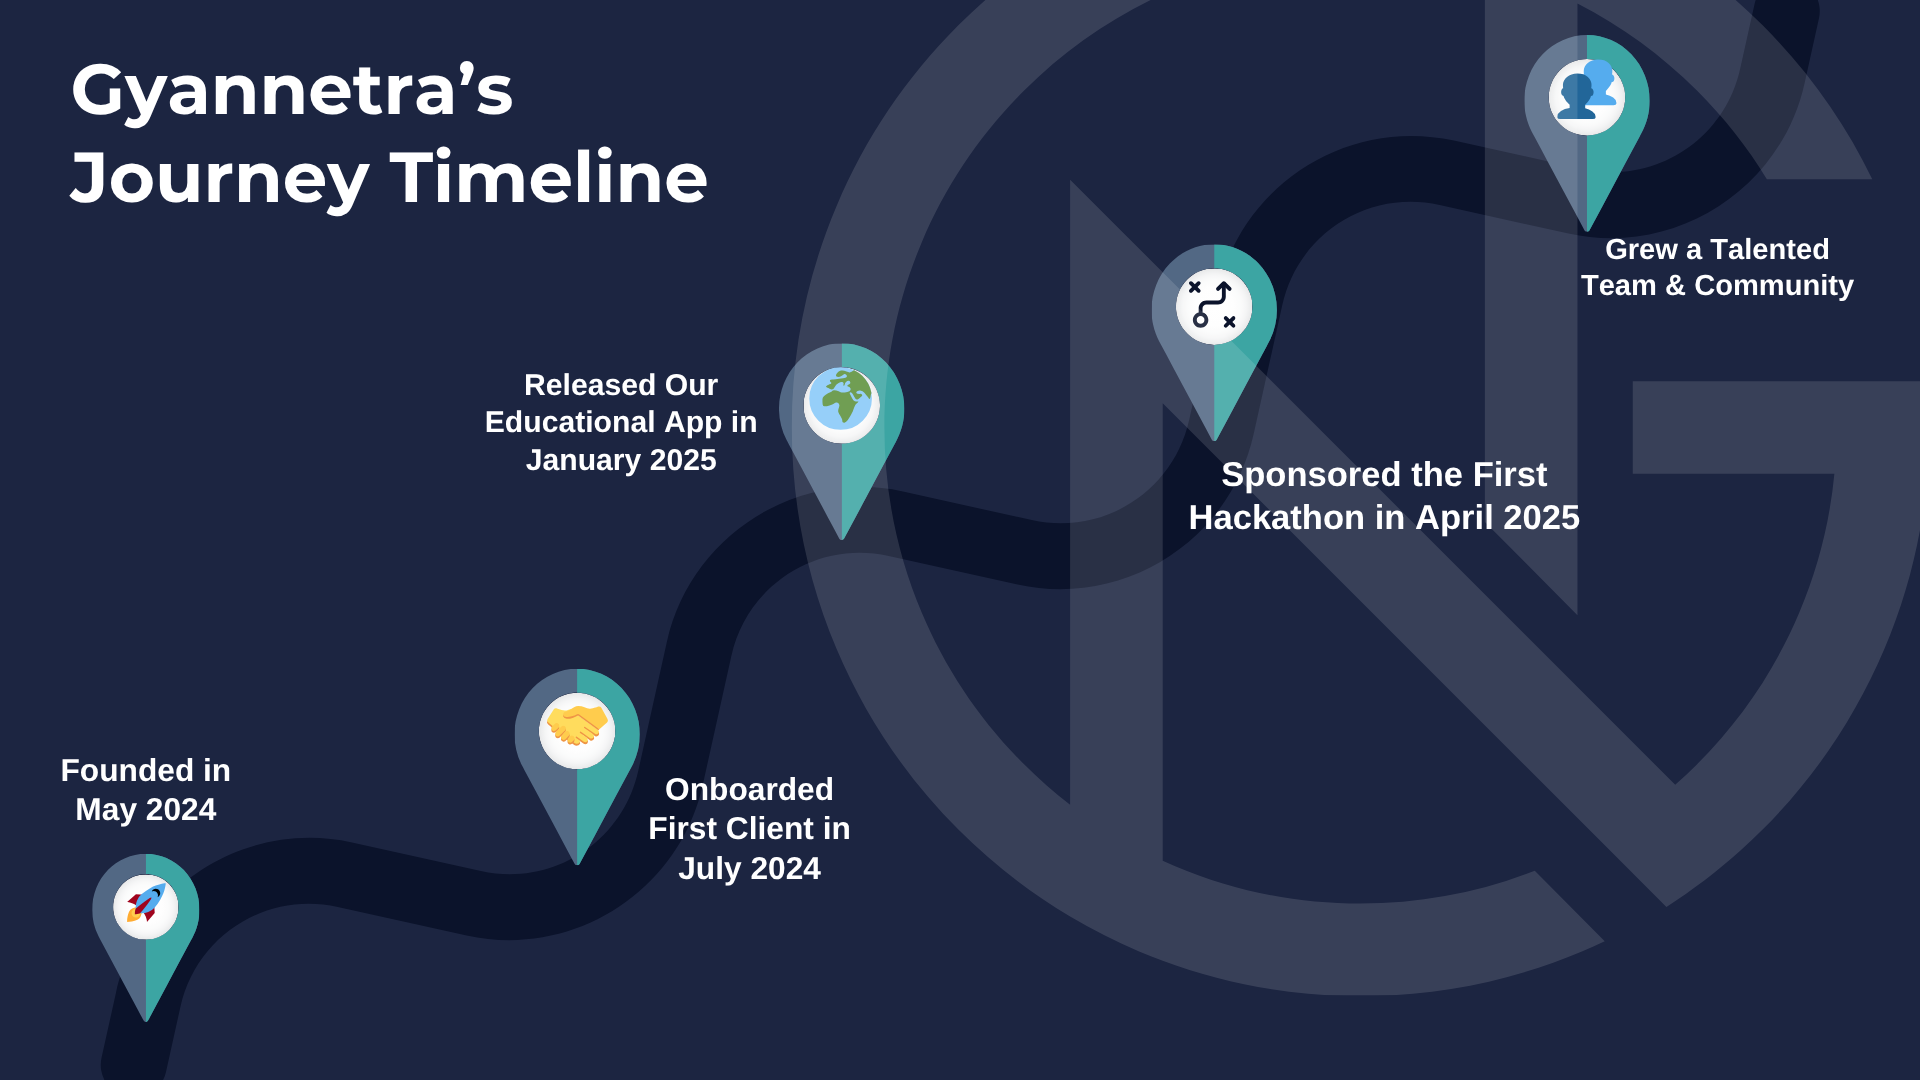 Gyannetra’s
Journey Timeline
Founded in
May 2024
Onboarded
First Client in
July 2024
Released Our
Educational App in
January 2025
Sponsored the First
Hackathon in April 2025
Grew a Talented
Team & Community